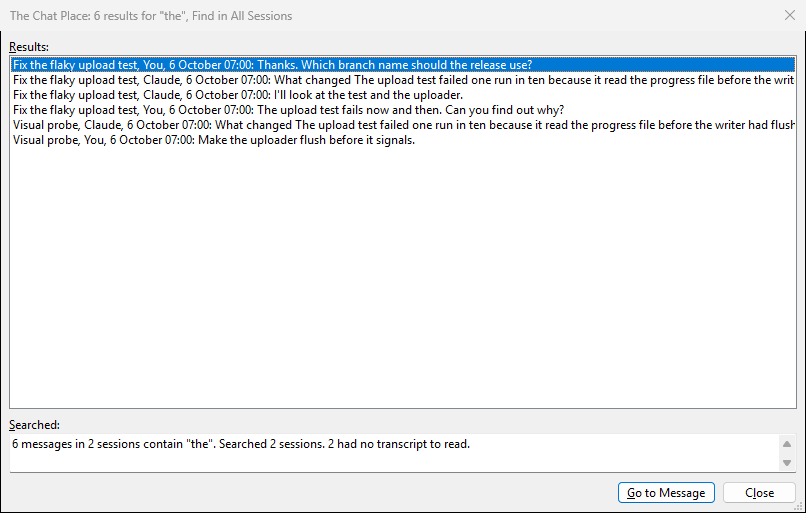 The Chat Place: 6 results for "the", Find in All Sessions
Results:
Fix the flaky upload test, You, 6 October 07:00: Thanks. Which branch name should the release use?
Fix the flaky upload test, Claude, 6 October 07:00: What changed The upload test failed one run in ten because it read the progress file before the writ
Fix the flaky upload test, Claude, 6 October 07:00: I'll look at the test and the uploader.
Fix the flaky upload test, You, 6 October 07:00: The upload test fails now and then. Can you find out why?
Visual probe, Claude, 6 October 07:00: What changed The upload test failed one run in ten because it read the progress file before the writer had flush
Visual probe, You, 6 October 07:00: Make the uploader flush before it signals.
Searched:
6 messages in 2 sessions contain "the". Searched 2 sessions. 2 had no transcript to read.
Go to Message
Close